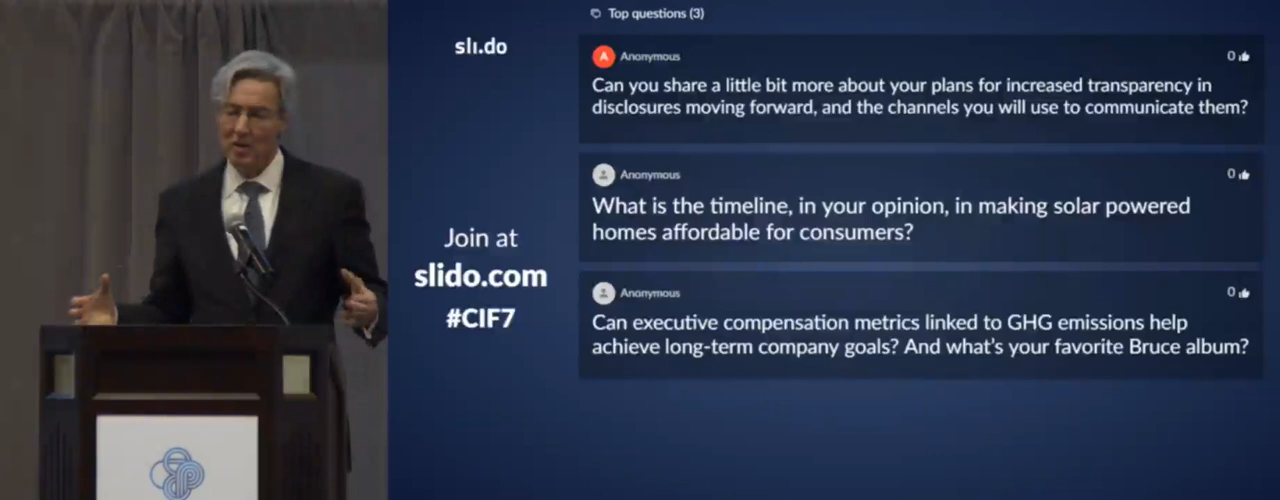 Top questions (3)
slı.do
A Anonymous
0
Can you share a little bit more about your plans for increased transparency in
disclosures moving forward, and the channels you will use to communicate them?
Anonymous
0
What is the timeline, in your opinion, in making solar powered
homes affordable for consumers?
Join at
slido.com
#CIF7
Anonymous
0
Can executive compensation metrics linked to GHG emissions help
achieve long-term company goals? And what's your favorite Bruce album?